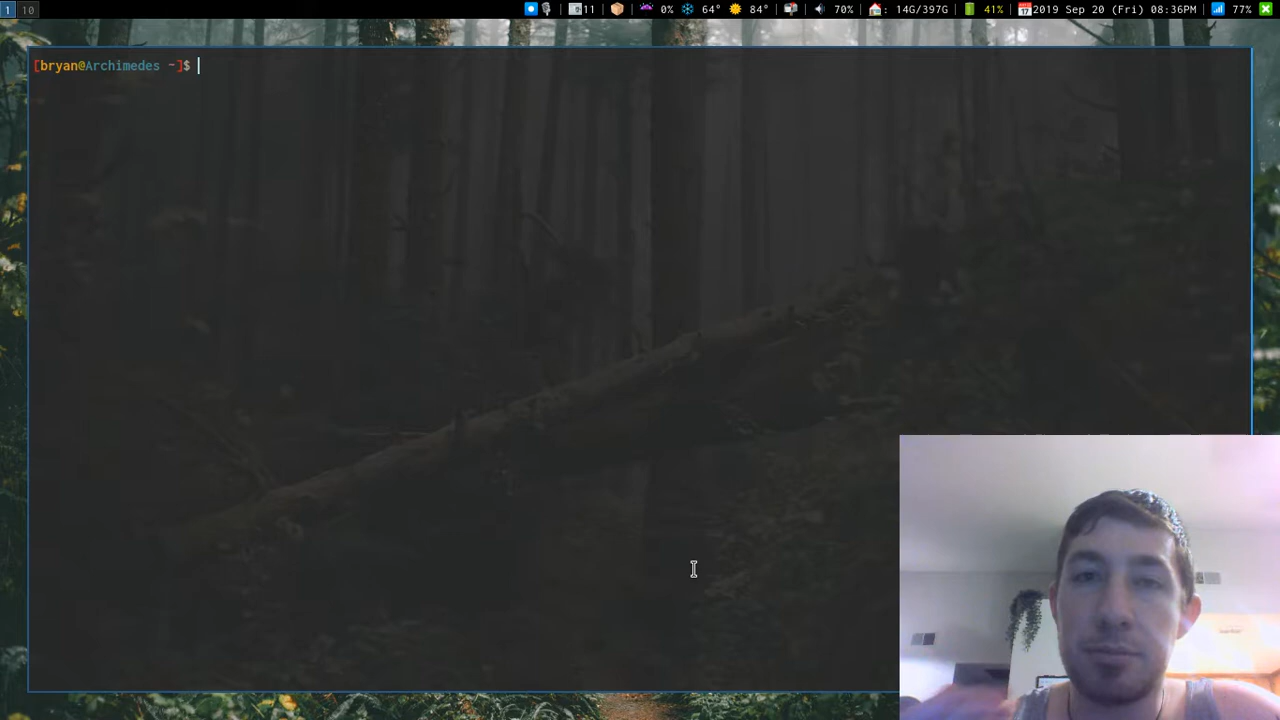 1 10 11 0% 64° 84° 70% : 14G/397G 41% 2019 Sep 20 (Fri) 08:36PM 77%
[bryan@Archimedes ~]$